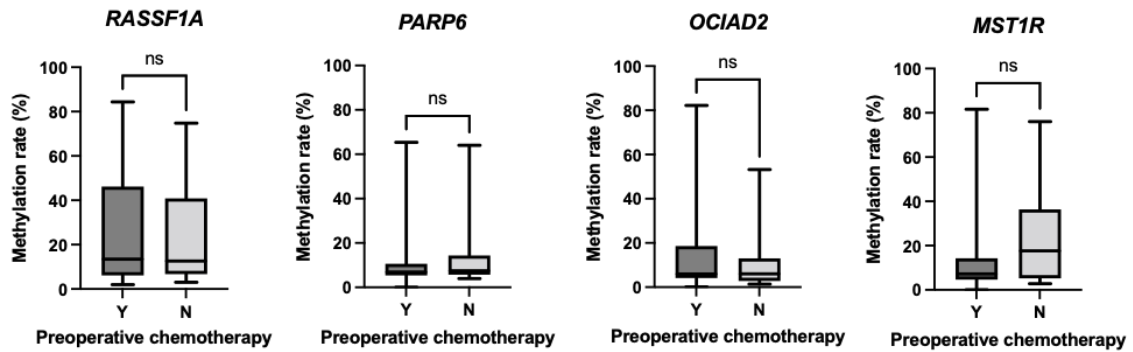 RASSF1A
ns
100
80
60
40
20
0
Methylation rate (%)
Y N
Preoperative chemotherapy
PARP6
ns
100
80
60
40
20
0
Methylation rate (%)
Y N
Preoperative chemotherapy
OCIAD2
ns
100
80
60
40
20
0
Methylation rate (%)
Y N
Preoperative chemotherapy
MST1R
ns
100
80
60
40
20
0
Methylation rate (%)
Y N
Preoperative chemotherapy